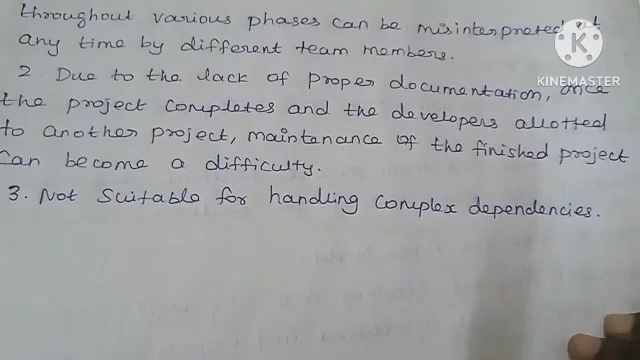 throughout various phases can be misinterpreted at
any time by different team members.
2. Due to the lack of proper documentation, once
the project completes and the developers allotted
to another project, maintenance of the finished project
can become a difficulty.
3. Not suitable for handling complex dependencies.
KINEMASTER